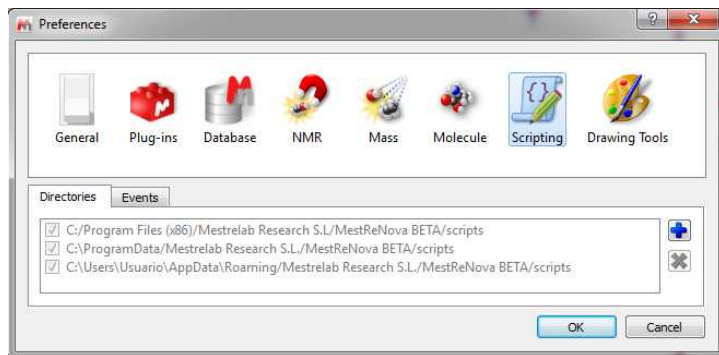 Preferences
General Plug-ins Database NMR Mass Molecule Scripting Drawing Tools
Directories Events
C:/Program Files (x86)/Mestrelab Research S.L/MestReNova BETA/scripts
C:\ProgramData/Mestrelab Research S.L./MestReNova BETA/scripts
C:\Users\Usuario\AppData\Roaming/Mestrelab Research S.L./MestReNova BETA/scripts
OK Cancel